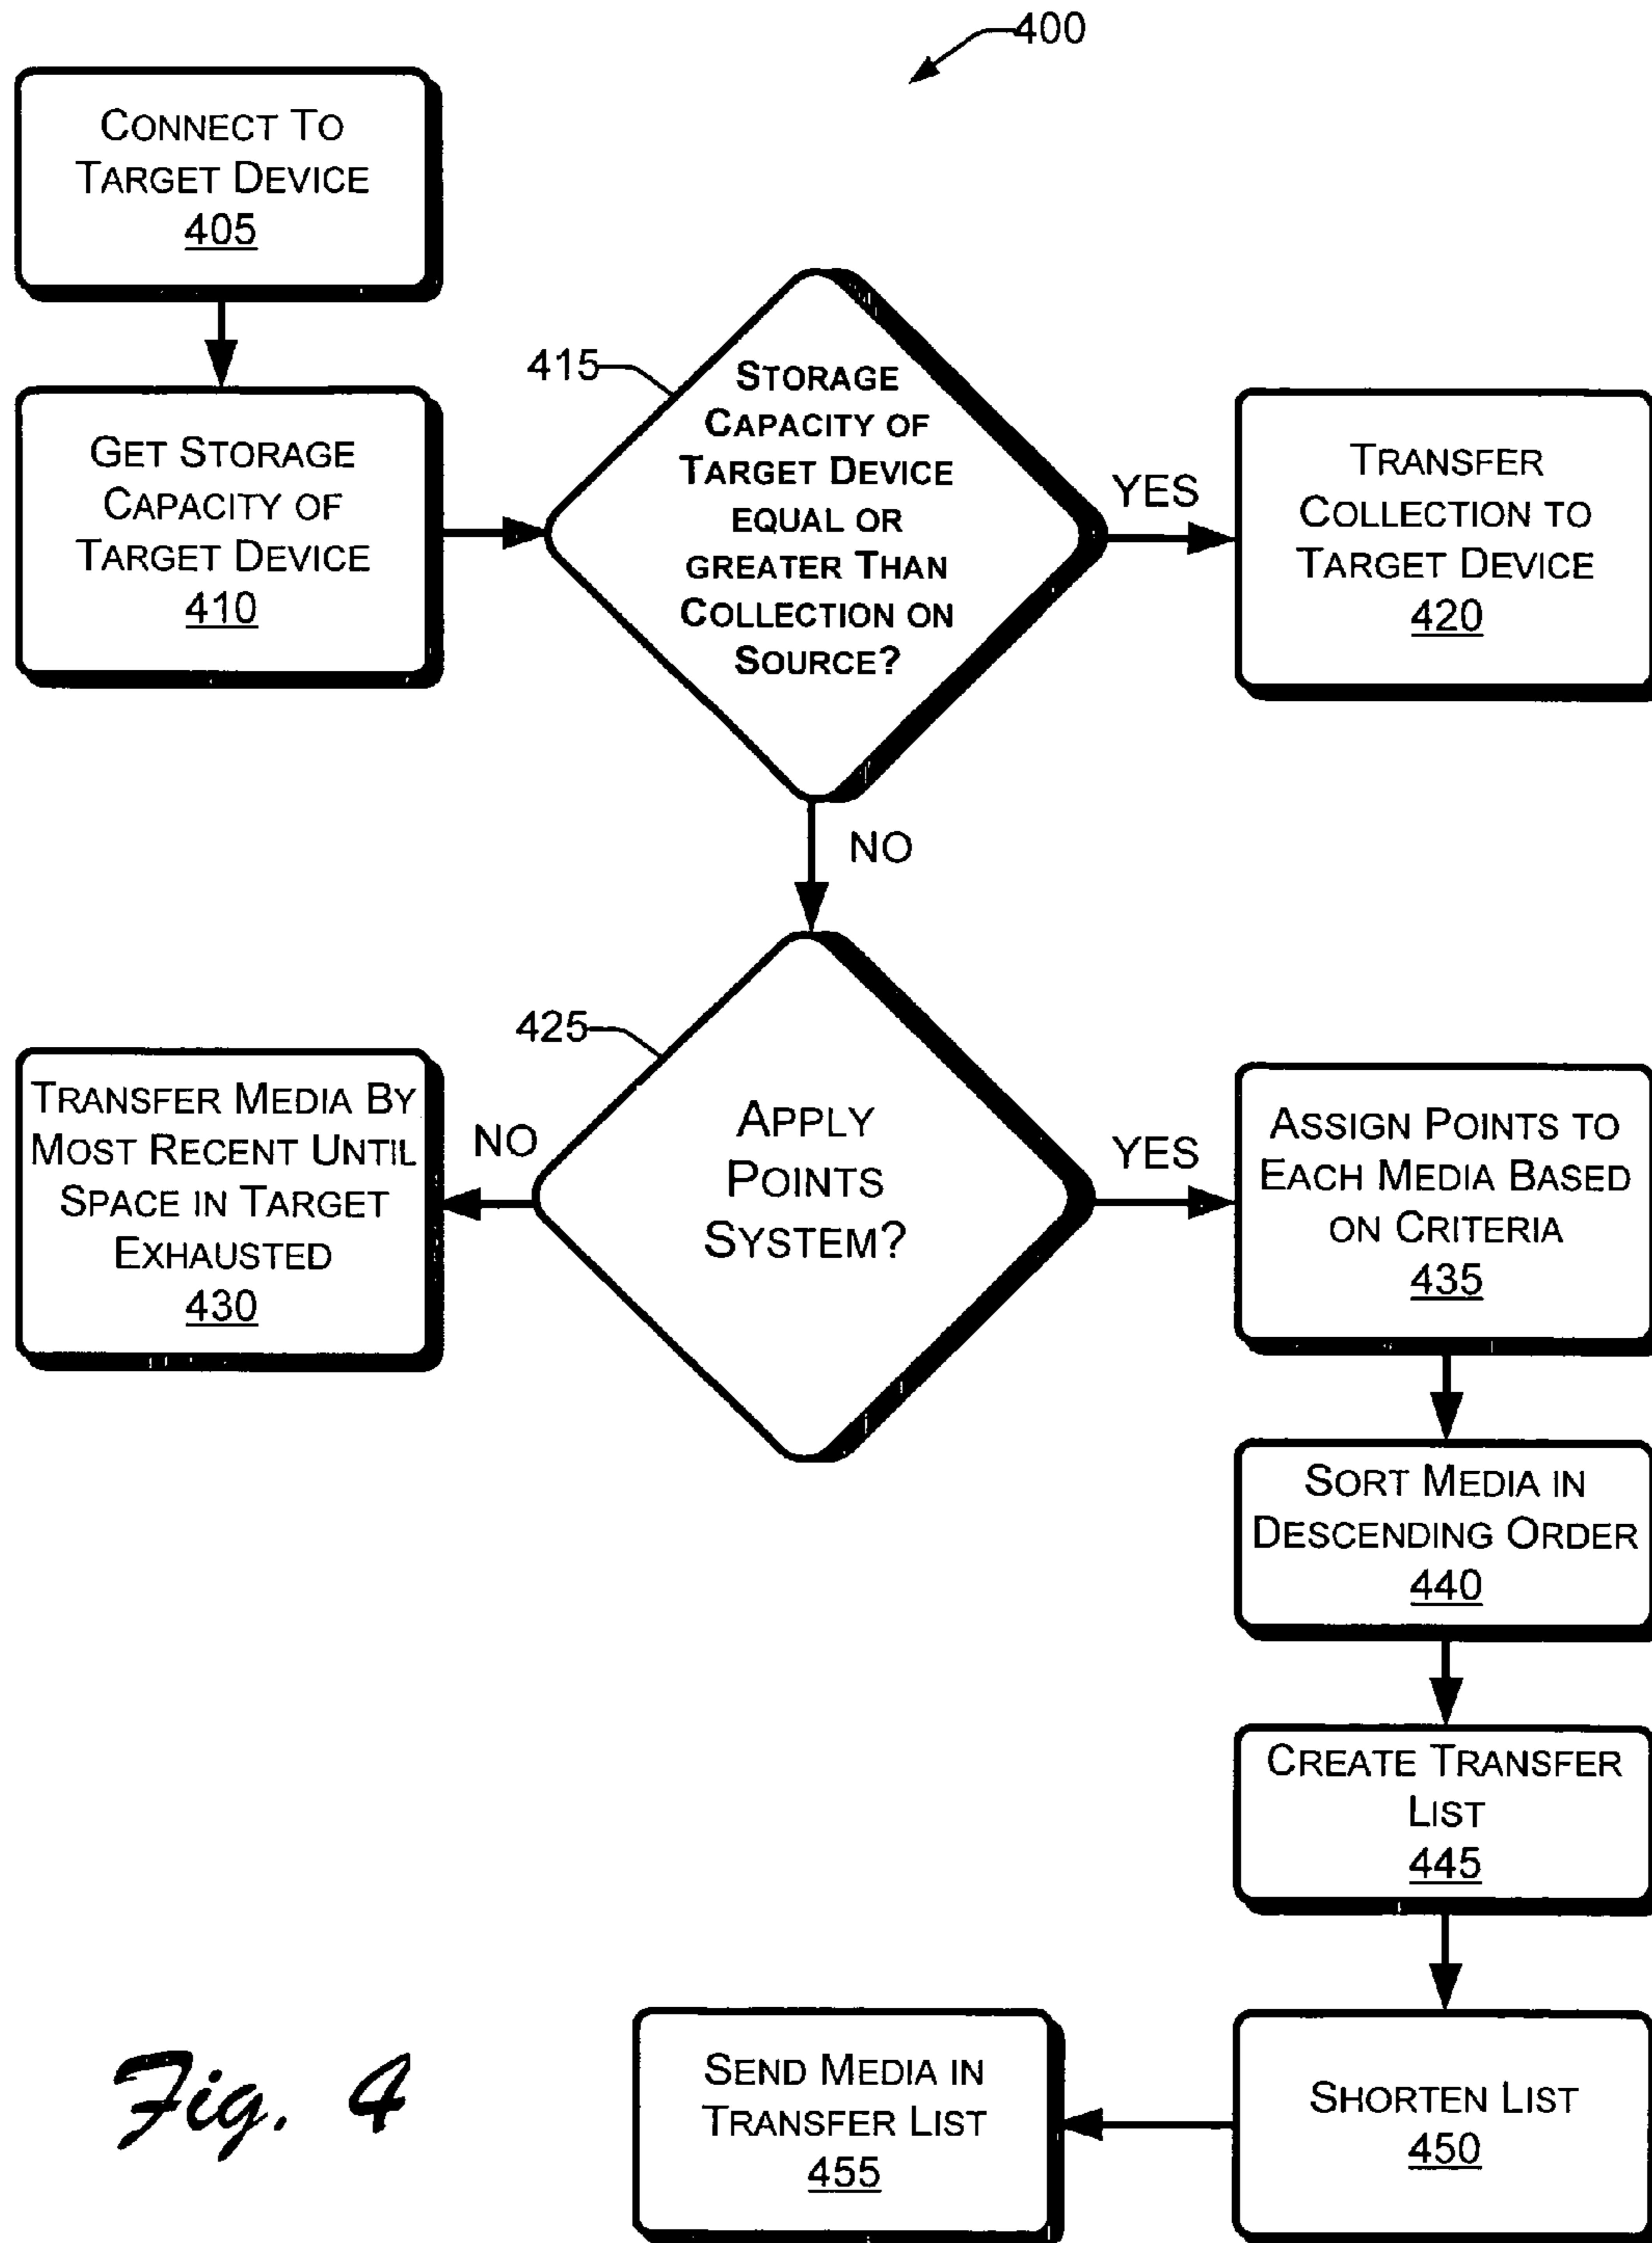 400
CONNECT TO
TARGET DEVICE
405
GET STORAGE
CAPACITY OF
TARGET DEVICE
410
415
STORAGE
CAPACITY OF
TARGET DEVICE
EQUAL OR
GREATER THAN
COLLECTION ON
SOURCE?
YES
TRANSFER
COLLECTION TO
TARGET DEVICE
420
NO
425
APPLY
POINTS
SYSTEM?
NO
TRANSFER MEDIA BY
MOST RECENT UNTIL
SPACE IN TARGET
EXHAUSTED
430
YES
ASSIGN POINTS TO
EACH MEDIA BASED
ON CRITERIA
435
SORT MEDIA IN
DESCENDING ORDER
440
CREATE TRANSFER
LIST
445
SHORTEN LIST
450
SEND MEDIA IN
TRANSFER LIST
455
Fig. 4